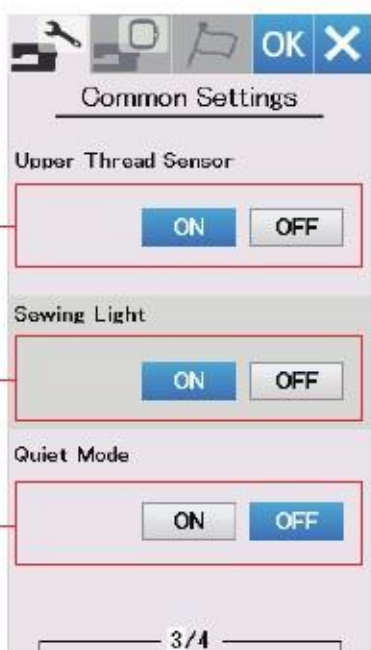 OK
Common Settings
Upper Thread Sensor
ON OFF
Sewing Light
ON OFF
Quiet Mode
ON OFF
3/4